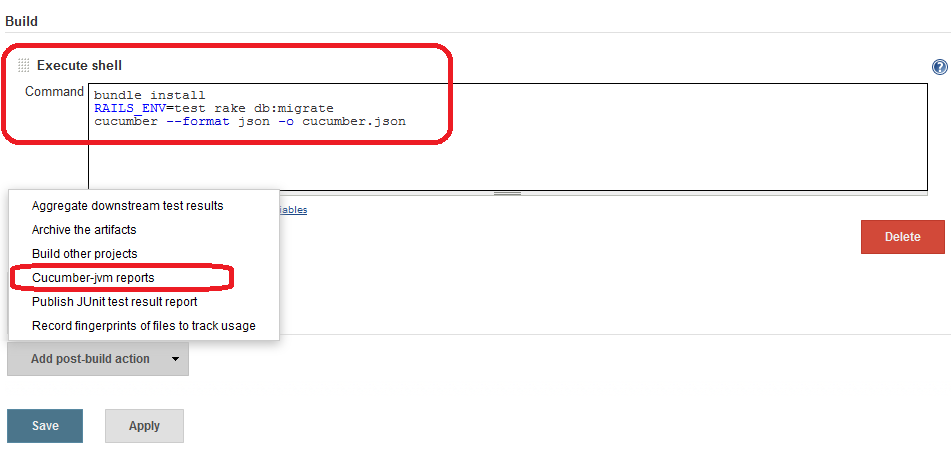 Build
Execute shell
?
Command
bundle install
RAILS_ENV=test rake db:migrate
cucumber --format json -o cucumber.json
Aggregate downstream test results
iables
Archive the artifacts
Delete
Build other projects
Cucumber-jvm reports
Publish JUnit test result report
Record fingerprints of files to track usage
Add post-build action
Save
Apply